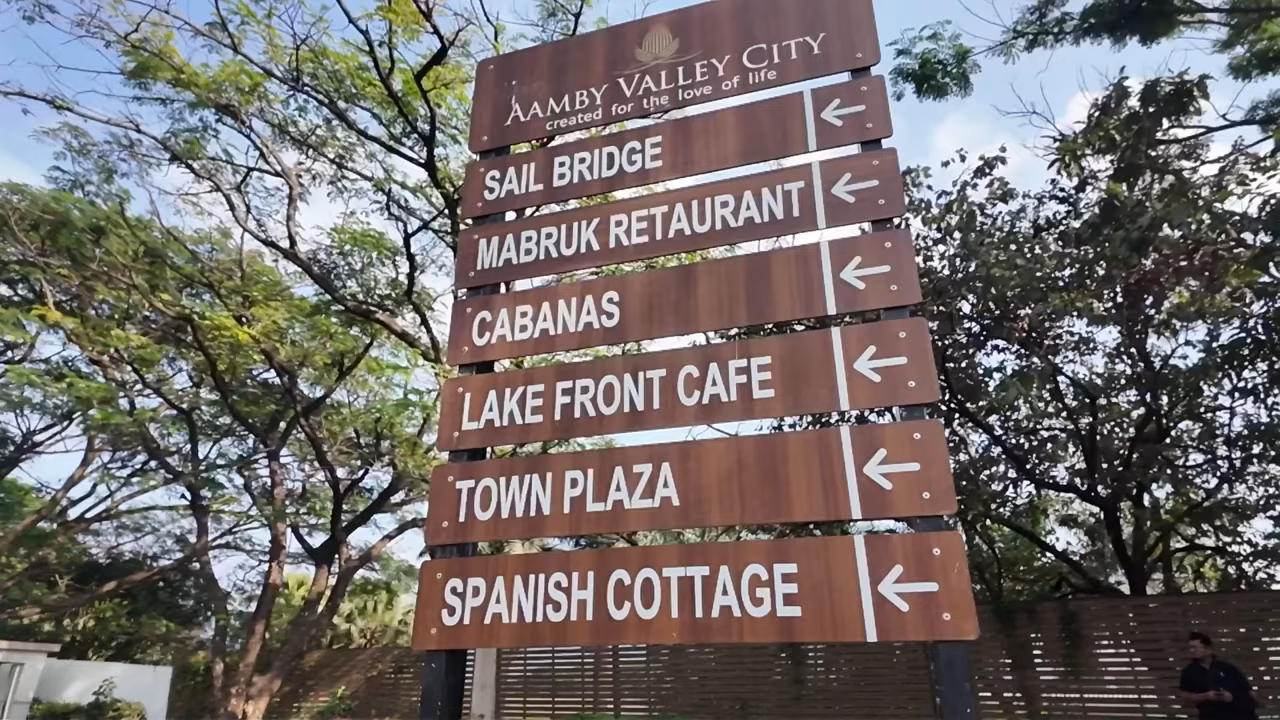 AAMBY VALLEY CITY
created for the love of life
SAIL BRIDGE
MABRUK RETAURANT
CABANAS
LAKE FRONT CAFE
TOWN PLAZA
SPANISH COTTAGE